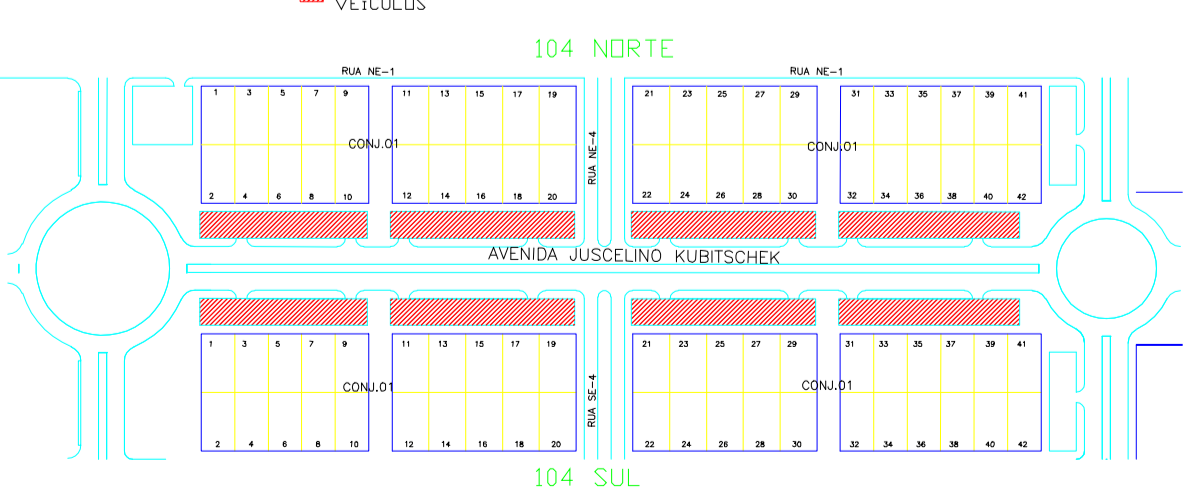 VEÍCULOS
104 NORTE
RUA NE-1 RUA NE-1
1 3 5 7 9 11 13 15 17 19 21 23 25 27 29 31 33 35 37 39 41
CONJ.01 CONJ.01
RUA NE-4
2 4 6 8 10 12 14 16 18 20 22 24 26 28 30 32 34 36 38 40 42
AVENIDA JUSCELINO KUBITSCHEK
1 3 5 7 9 11 13 15 17 19 21 23 25 27 29 31 33 35 37 39 41
CONJ.01 CONJ.01
RUA SE-4
2 4 6 8 10 12 14 16 18 20 22 24 26 28 30 32 34 36 38 40 42
104 SUL